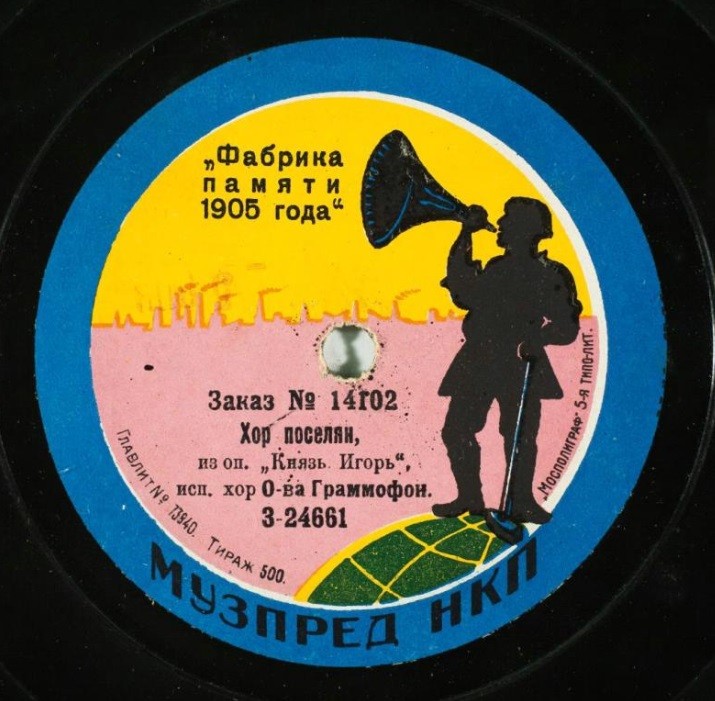 „Фабрика
памяти
1905 года“
Заказ № 14102
Хор поселян,
из оп. „Князь Игорь“,
исп. хор О-ва Граммофон.
3-24661
Главлит № 73940. Тираж 500.
„Мосполиграф“ 5-я типо-лит.
МУЗПРЕД НКП